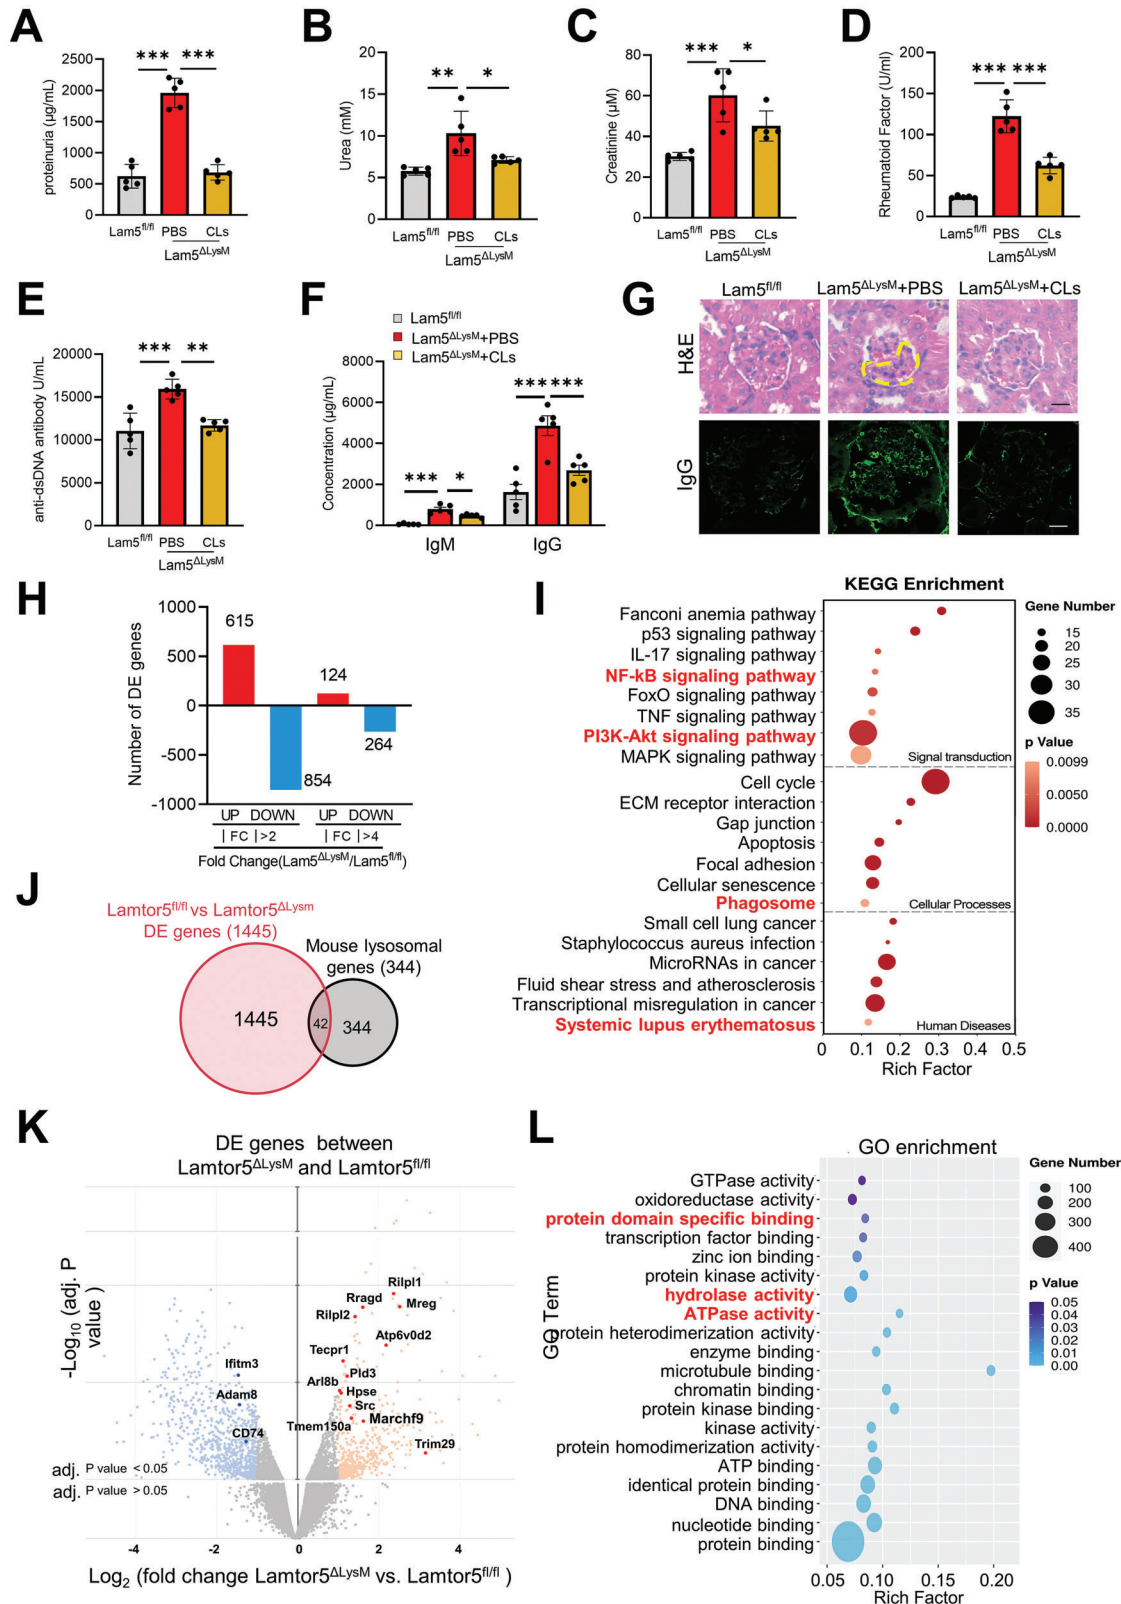 A
proteinuria (µg/mL)
2500
2000
1500
1000
500
0
*** ***
Lam5fl/fl PBS CLs
Lam5ΔLysM
B
Urea (mM)
20
15
10
5
0
** *
Lam5fl/fl PBS CLs
Lam5ΔLysM
C
Creatinine (µM)
80
60
40
20
0
*** *
Lam5fl/fl PBS CLs
Lam5ΔLysM
D
Rheumatoid Factor (U/ml)
200
150
100
50
0
*** ***
Lam5fl/fl PBS CLs
Lam5ΔLysM
E
anti-dsDNA antibody U/mL
20000
15000
10000
15000
0
*** **
Lam5fl/fl PBS CLs
Lam5ΔLysM
F
Lam5fl/fl
Lam5ΔLysM+PBS
Lam5ΔLysM+CLs
Concentration (µg/mL)
8000
6000
4000
2000
0
*** *
*** ***
IgM IgG
G
Lam5fl/fl Lam5ΔLysM+PBS Lam5ΔLysM+CLs
H&E
IgG
H
Number of DE genes
1000
500
0
-500
-1000
615
854
124
264
UP DOWN UP DOWN
| FC |>2 | FC |>4
Fold Change(Lam5ΔLysM/Lam5fl/fl)
I
KEGG Enrichment
Fanconi anemia pathway
p53 signaling pathway
IL-17 signaling pathway
NF-kB signaling pathway
FoxO signaling pathway
TNF signaling pathway
PI3K-Akt signaling pathway
MAPK signaling pathway
Signal transduction
Cell cycle
ECM receptor interaction
Gap junction
Apoptosis
Focal adhesion
Cellular senescence
Phagosome
Cellular Processes
Small cell lung cancer
Staphylococcus aureus infection
MicroRNAs in cancer
Fluid shear stress and atherosclerosis
Transcriptional misregulation in cancer
Systemic lupus erythematosus
Human Diseases
0 0.1 0.2 0.3 0.4 0.5
Rich Factor
Gene Number
15
20
25
30
35
p Value
0.0099
0.0050
0.0000
J
Lamtor5fl/fl vs Lamtor5ΔLysm
DE genes (1445)
Mouse lysosomal
genes (344)
1445
42
344
K
DE genes between
Lamtor5ΔLysM and Lamtor5fl/fl
-Log10 (adj. P
value )
Rilpl1
Rragd
Mreg
Rilpl2
Atp6v0d2
Tecpr1
Pld3
Ifitm3
Arl8b
Hpse
Adam8
Src
Marchf9
Tmem150a
CD74
Trim29
adj. P value < 0.05
adj. P value > 0.05
-4 -2 0 2 4
Log2 (fold change Lamtor5ΔLysM vs. Lamtor5fl/fl )
L
GO enrichment
GO Term
GTPase activity
oxidoreductase activity
protein domain specific binding
transcription factor binding
zinc ion binding
protein kinase activity
hydrolase activity
ATPase activity
protein heterodimerization activity
enzyme binding
microtubule binding
chromatin binding
protein kinase binding
kinase activity
protein homodimerization activity
ATP binding
identical protein binding
DNA binding
nucleotide binding
protein binding
0.05 0.10 0.15 0.20
Rich Factor
Gene Number
100
200
300
400
p Value
0.05
0.04
0.03
0.02
0.01
0.00